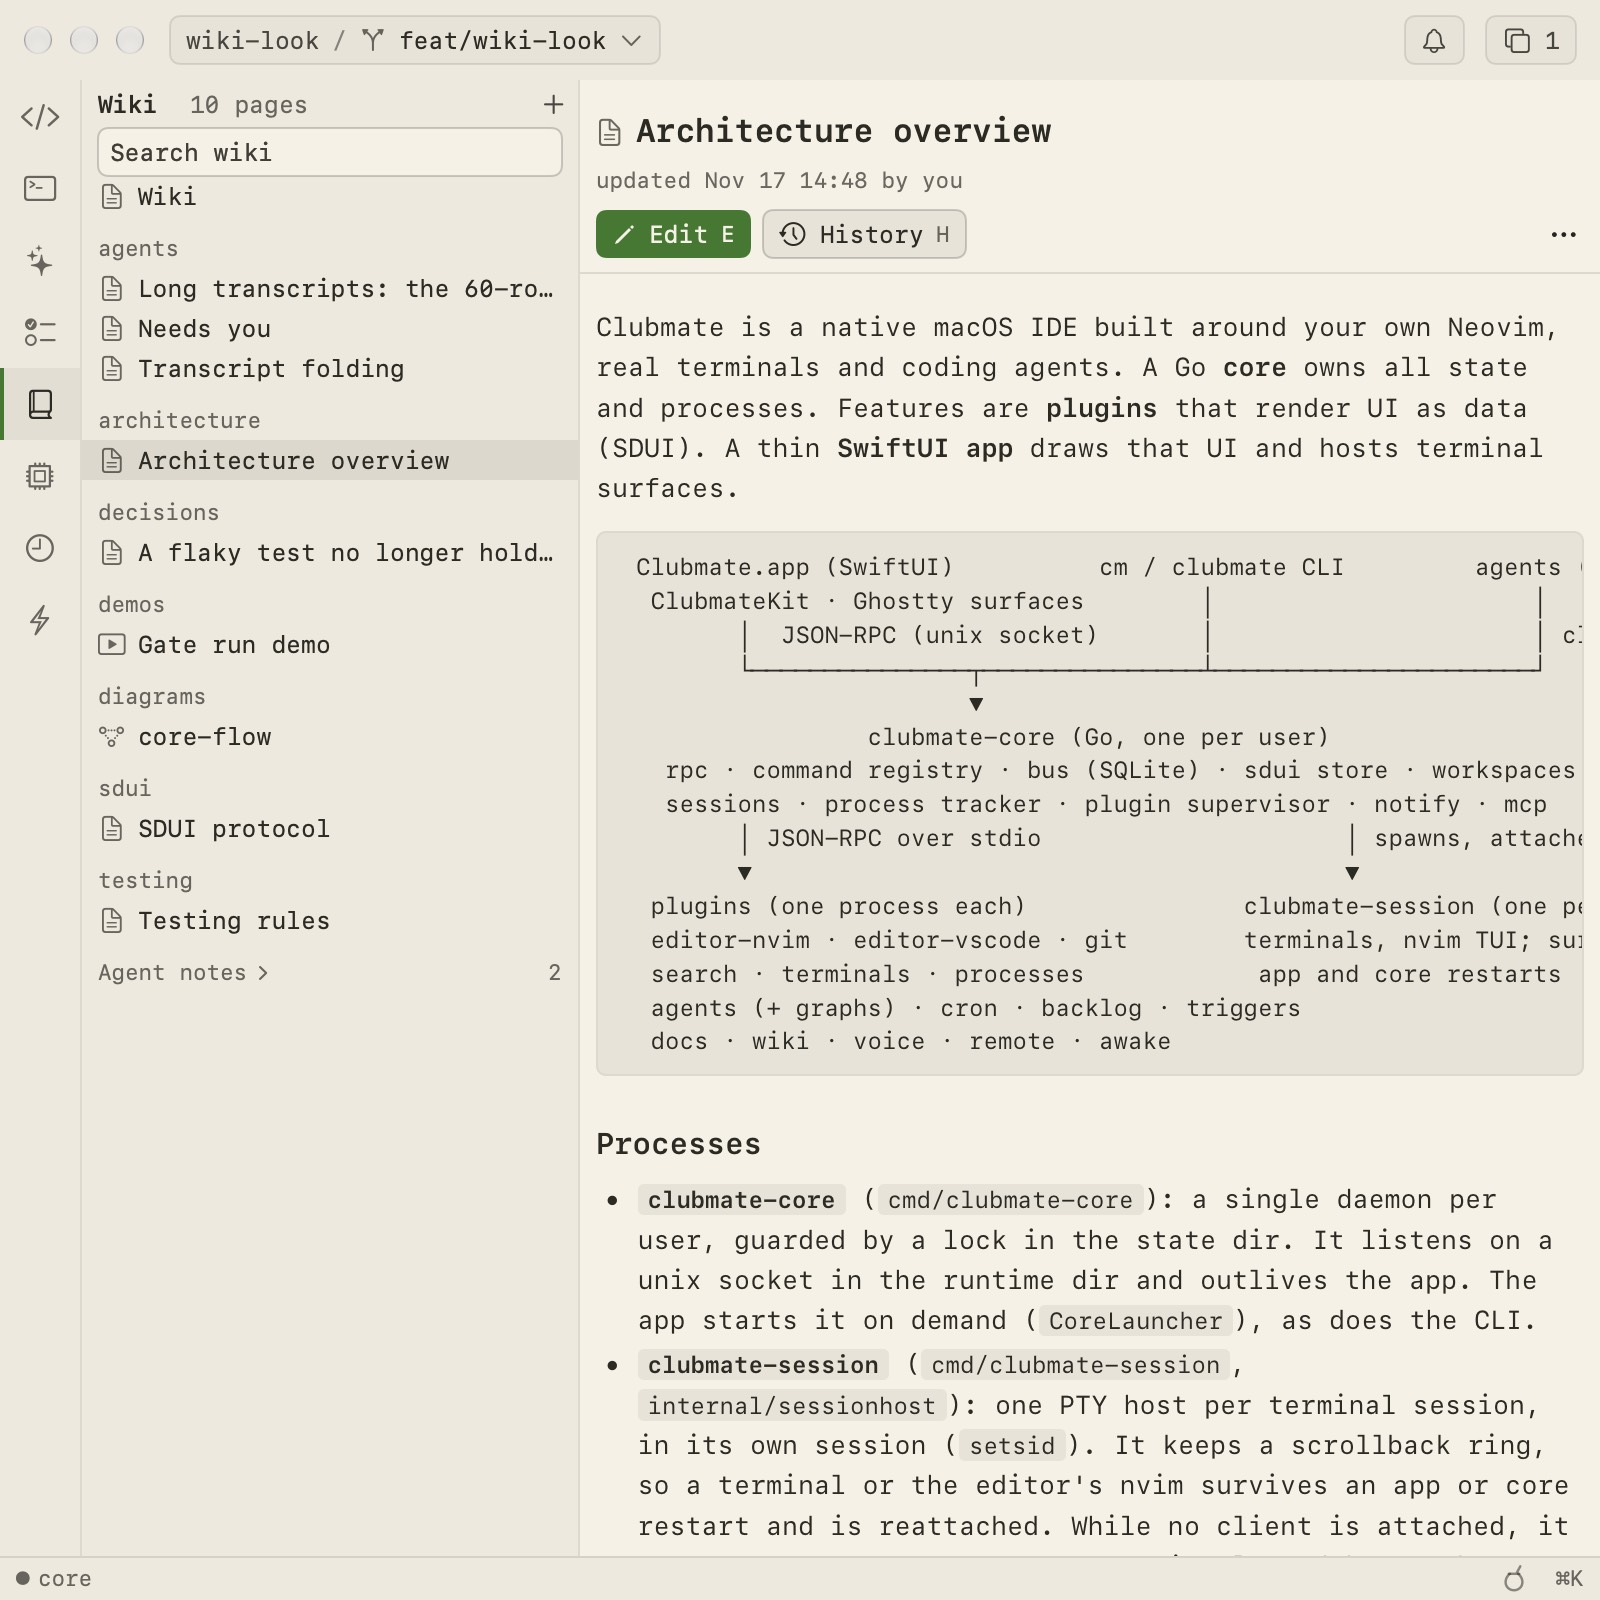 wiki-look / feat/wiki-look
1
Wiki 10 pages
Search wiki
Wiki
agents
Long transcripts: the 60-ro…
Needs you
Transcript folding
architecture
Architecture overview
decisions
A flaky test no longer hold…
demos
Gate run demo
diagrams
core-flow
sdui
SDUI protocol
testing
Testing rules
Agent notes 2
Architecture overview
updated Nov 17 14:48 by you
Edit E History H
Clubmate is a native macOS IDE built around your own Neovim,
real terminals and coding agents. A Go core owns all state
and processes. Features are plugins that render UI as data
(SDUI). A thin SwiftUI app draws that UI and hosts terminal
surfaces.
Clubmate.app (SwiftUI) cm / clubmate CLI agents
ClubmateKit · Ghostty surfaces
JSON-RPC (unix socket)
clubmate-core (Go, one per user)
rpc · command registry · bus (SQLite) · sdui store · workspaces
sessions · process tracker · plugin supervisor · notify · mcp
JSON-RPC over stdio spawns,
plugins (one process each) clubmate-session (one
editor-nvim · editor-vscode · git terminals, nvim TUI;
search · terminals · processes app and core restarts
agents (+ graphs) · cron · backlog · triggers
docs · wiki · voice · remote · awake
Processes
• clubmate-core (cmd/clubmate-core): a single daemon per
user, guarded by a lock in the state dir. It listens on a
unix socket in the runtime dir and outlives the app. The
app starts it on demand (CoreLauncher), as does the CLI.
• clubmate-session (cmd/clubmate-session,
internal/sessionhost): one PTY host per terminal session,
in its own session (setsid). It keeps a scrollback ring,
so a terminal or the editor's nvim survives an app or core
restart and is reattached. While no client is attached, it
core ⌘K